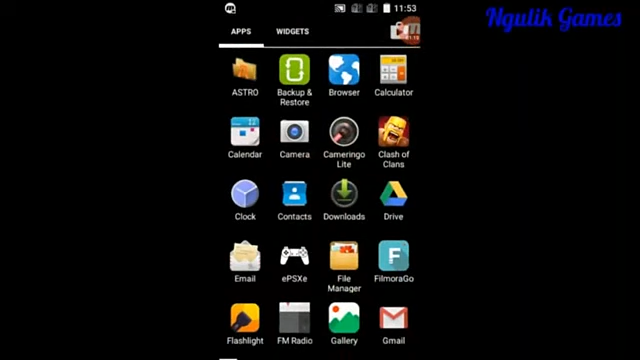 11:53
Ngulik Games
APPS WIDGETS
ASTRO Backup & Restore Browser Calculator
Calendar Camera Cameringo Lite Clash of Clans
Clock Contacts Downloads Drive
Email ePSXe File Manager FilmoraGo
Flashlight FM Radio Gallery Gmail